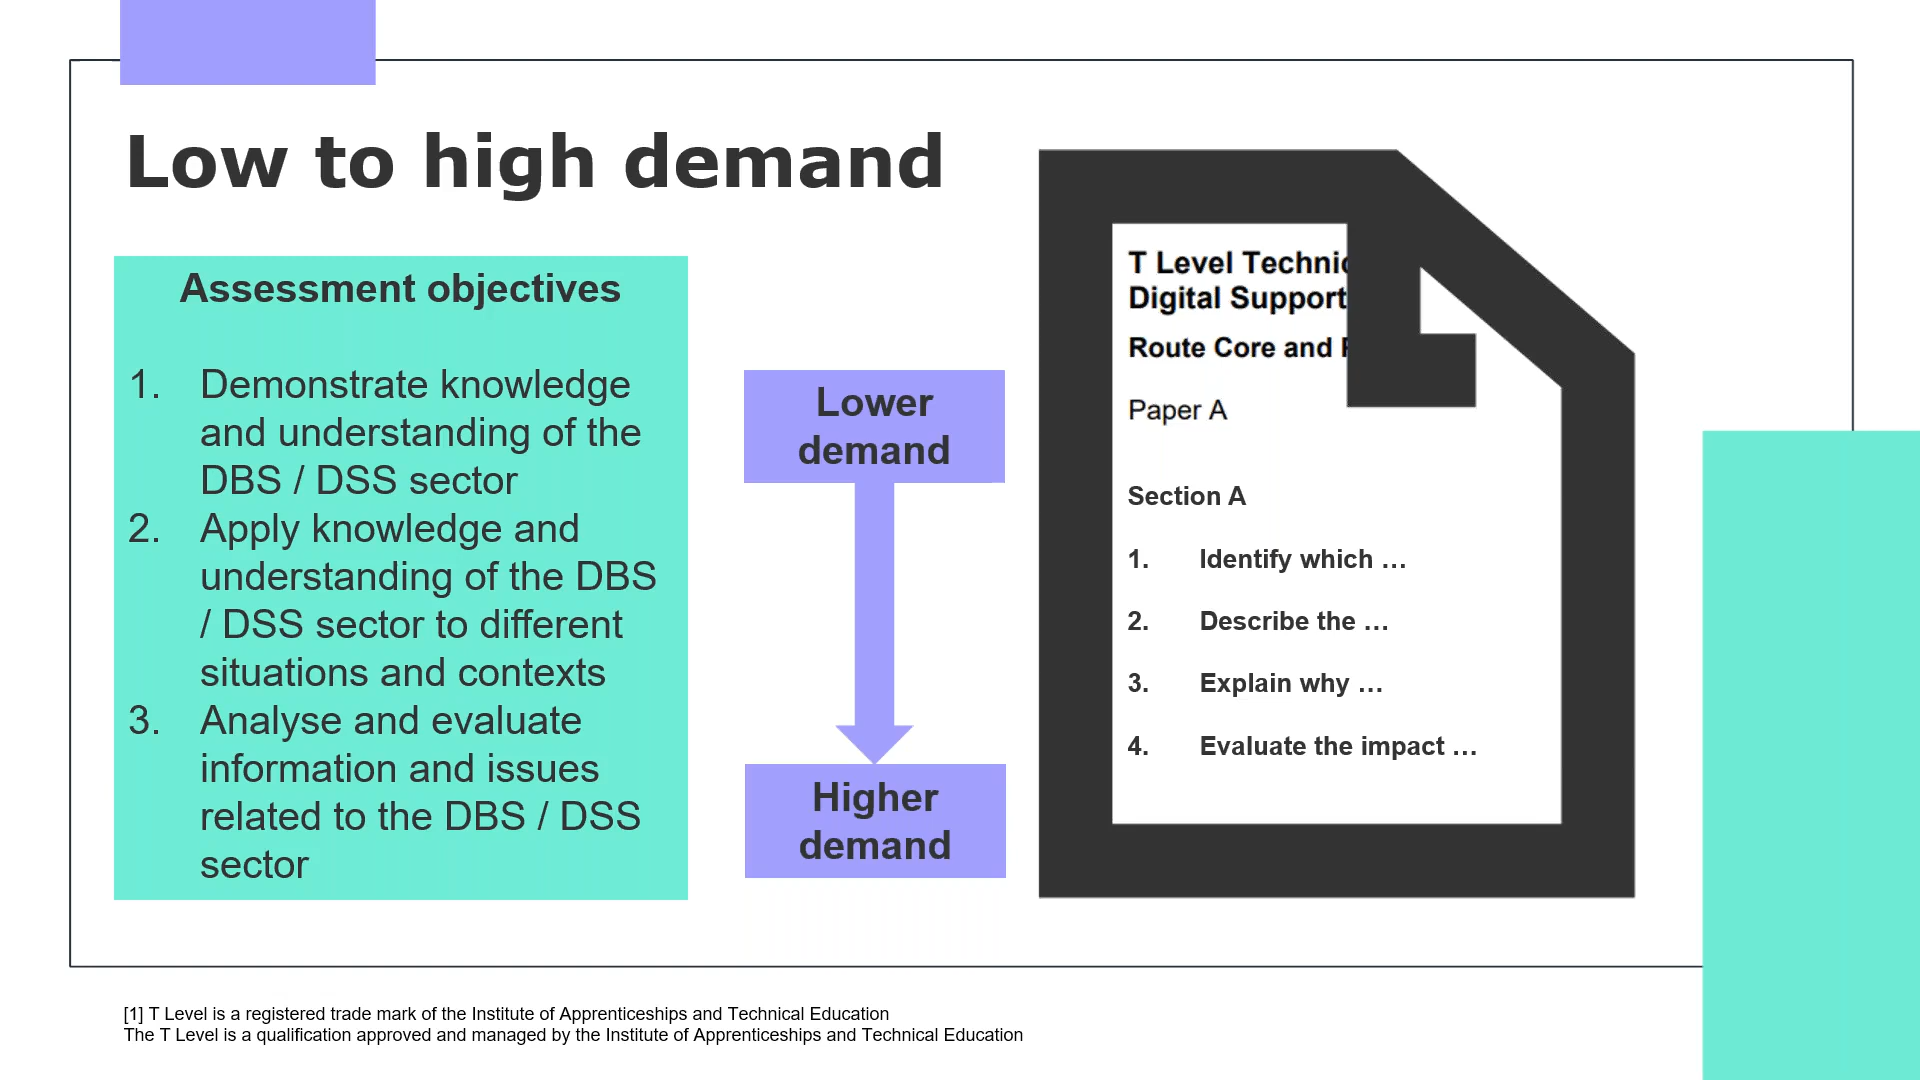 Low to high demand
Assessment objectives
1. Demonstrate knowledge
and understanding of the
DBS / DSS sector
2. Apply knowledge and
understanding of the DBS
/ DSS sector to different
situations and contexts
3. Analyse and evaluate
information and issues
related to the DBS / DSS
sector
Lower
demand
Higher
demand
T Level Technic
Digital Support
Route Core and
Paper A
Section A
1. Identify which …
2. Describe the …
3. Explain why …
4. Evaluate the impact …
[1] T Level is a registered trade mark of the Institute of Apprenticeships and Technical Education
The T Level is a qualification approved and managed by the Institute of Apprenticeships and Technical Education